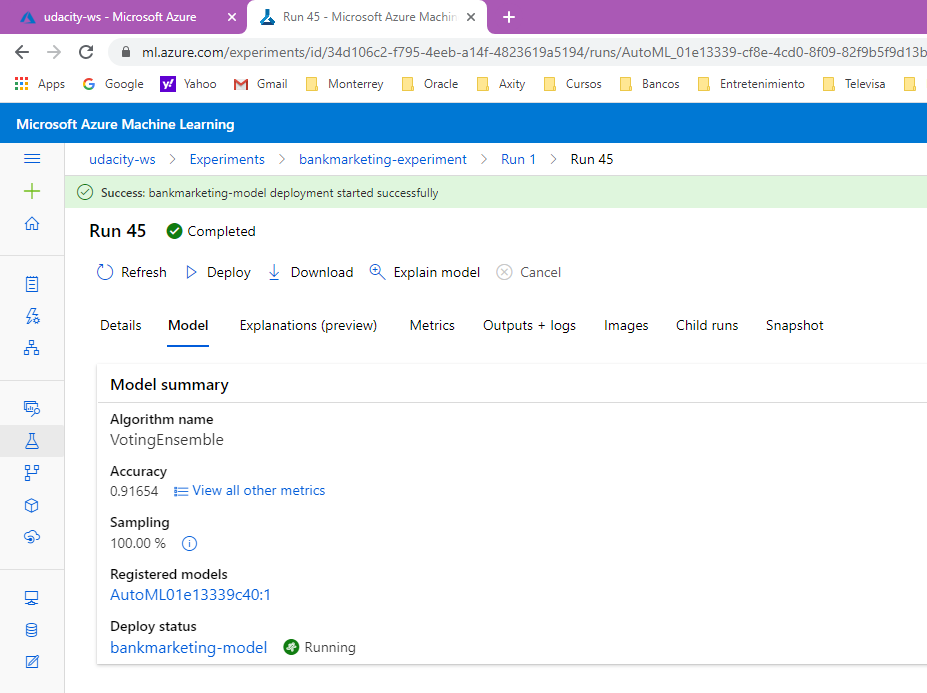 udacity-ws - Microsoft Azure
Run 45 - Microsoft Azure Machin
ml.azure.com/experiments/id/34d106c2-f795-4eeb-a14f-4823619a5194/runs/AutoML_01e13339-cf8e-4cd0-8f09-82f9b5f9d13b
Apps Google Yahoo Gmail Monterrey Oracle Axity Cursos Bancos Entretenimiento Televisa
Microsoft Azure Machine Learning
udacity-ws > Experiments > bankmarketing-experiment > Run 1 > Run 45
Success: bankmarketing-model deployment started successfully
Run 45 Completed
Refresh Deploy Download Explain model Cancel
Details Model Explanations (preview) Metrics Outputs + logs Images Child runs Snapshot
Model summary
Algorithm name
VotingEnsemble
Accuracy
0.91654 View all other metrics
Sampling
100.00 %
Registered models
AutoML01e13339c40:1
Deploy status
bankmarketing-model Running